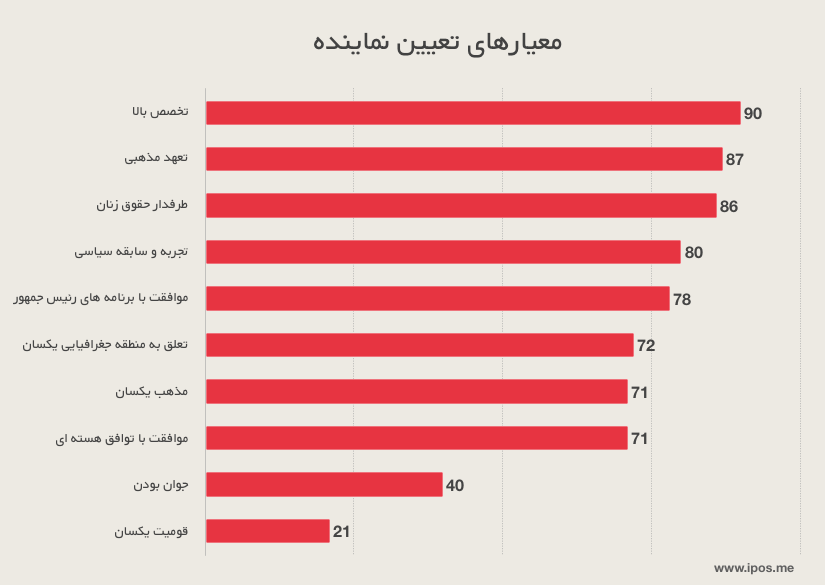 معیارهای تعیین نماینده
تخصص بالا 90
تعهد مذهبی 87
طرفدار حقوق زنان 86
تجربه و سابقه سیاسی 80
موافقت با برنامه های رئیس جمهور 78
تعلق به منطقه جغرافیایی یکسان 72
مذهب یکسان 71
موافقت با توافق هسته ای 71
جوان بودن 40
قومیت یکسان 21
www.ipos.me